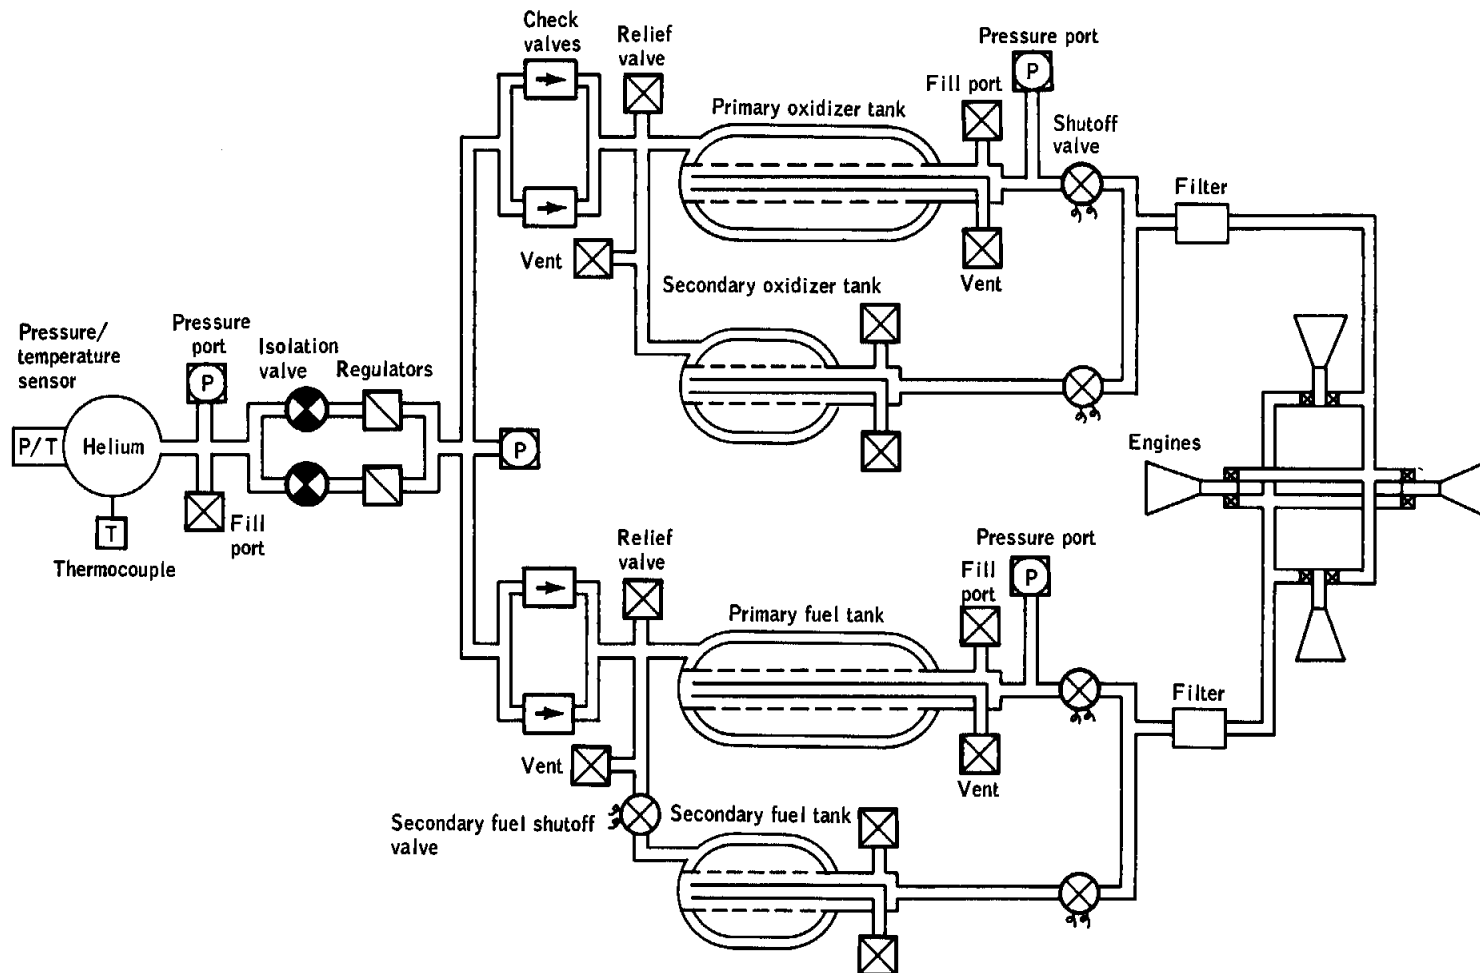 Check
valves
Relief
valve
Pressure port
P
Fill port
Primary oxidizer tank
Shutoff
valve
Filter
Vent
Vent
Secondary oxidizer tank
Pressure/
temperature
sensor
Pressure
port
P
Isolation
valve
Regulators
P/T
Helium
P
Engines
T
Thermocouple
Fill
port
Relief
valve
Pressure port
P
Fill
port
Primary fuel tank
Filter
Vent
Vent
Secondary fuel shutoff
valve
Secondary fuel tank